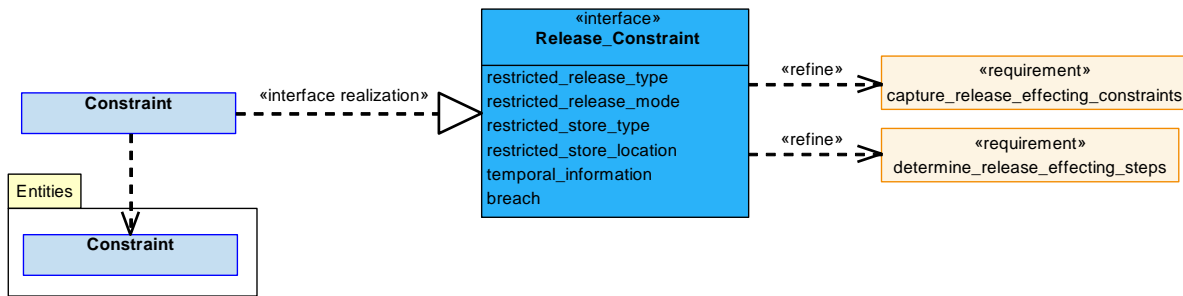 «interface»
Release_Constraint
restricted_release_type
restricted_release_mode
restricted_store_type
restricted_store_location
temporal_information
breach
Constraint
«interface realization»
«refine»
«requirement»
capture_release_effecting_constraints
«refine»
«requirement»
determine_release_effecting_steps
Entities
Constraint